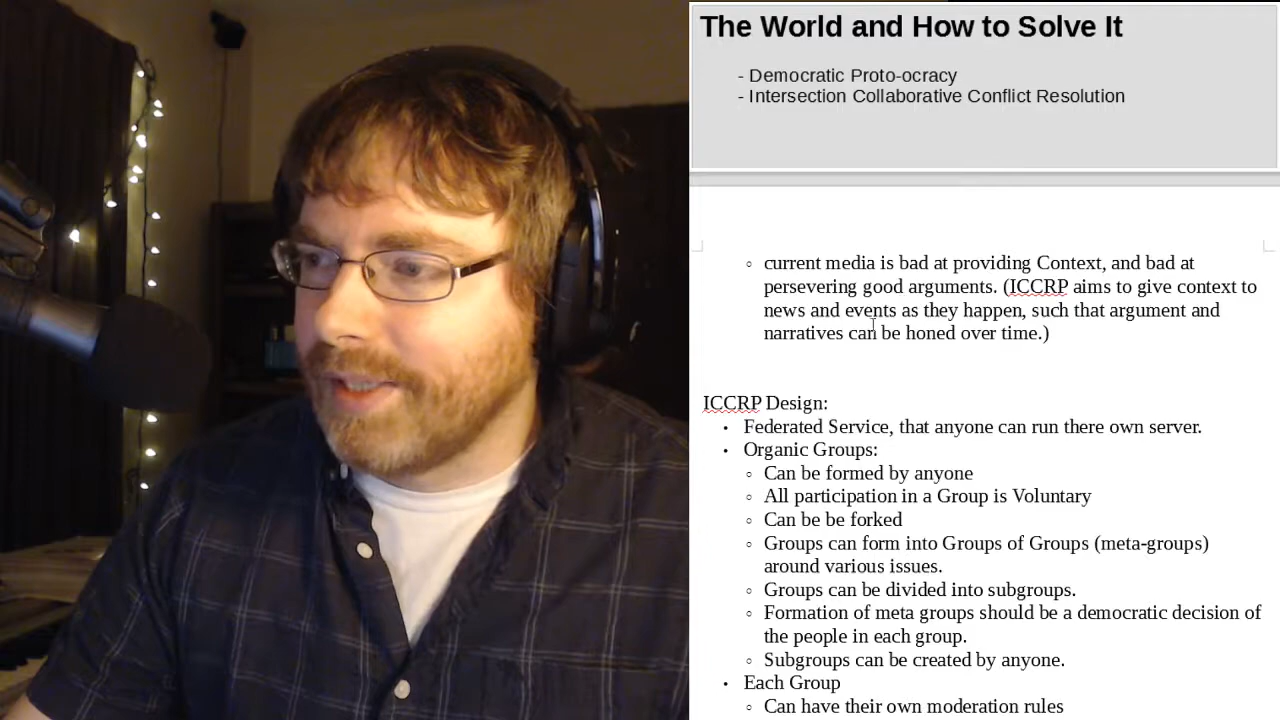 The World and How to Solve It
- Democratic Proto-ocracy
- Intersection Collaborative Conflict Resolution
◦ current media is bad at providing Context, and bad at
persevering good arguments. (ICCRP aims to give context to
news and events as they happen, such that argument and
narratives can be honed over time.)
ICCRP Design:
• Federated Service, that anyone can run there own server.
• Organic Groups:
◦ Can be formed by anyone
◦ All participation in a Group is Voluntary
◦ Can be be forked
◦ Groups can form into Groups of Groups (meta-groups)
around various issues.
◦ Groups can be divided into subgroups.
◦ Formation of meta groups should be a democratic decision of
the people in each group.
◦ Subgroups can be created by anyone.
• Each Group
◦ Can have their own moderation rules